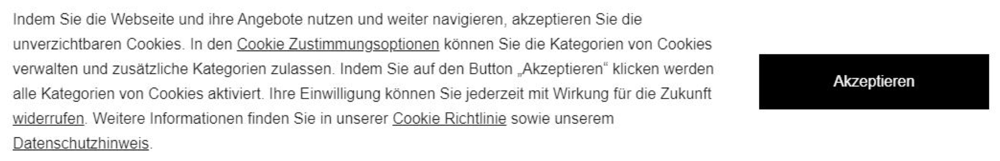 Indem Sie die Webseite und ihre Angebote nutzen und weiter navigieren, akzeptieren Sie die
unverzichtbaren Cookies. In den Cookie Zustimmungsoptionen können Sie die Kategorien von Cookies
verwalten und zusätzliche Kategorien zulassen. Indem Sie auf den Button „Akzeptieren“ klicken werden
alle Kategorien von Cookies aktiviert. Ihre Einwilligung können Sie jederzeit mit Wirkung für die Zukunft
widerrufen. Weitere Informationen finden Sie in unserer Cookie Richtlinie sowie unserem
Datenschutzhinweis.
Akzeptieren